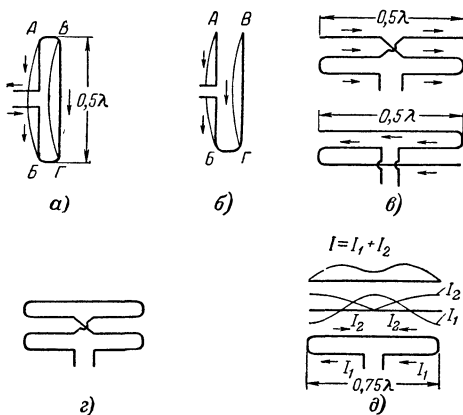 А В
0,5λ
Б Г
а)
А В
Б Г
б)
0,5λ
0,5λ
в)
г)
I = I₁ + I₂
I₂
I₁
I₂ I₂
I₁ I₁
0,75λ
д)